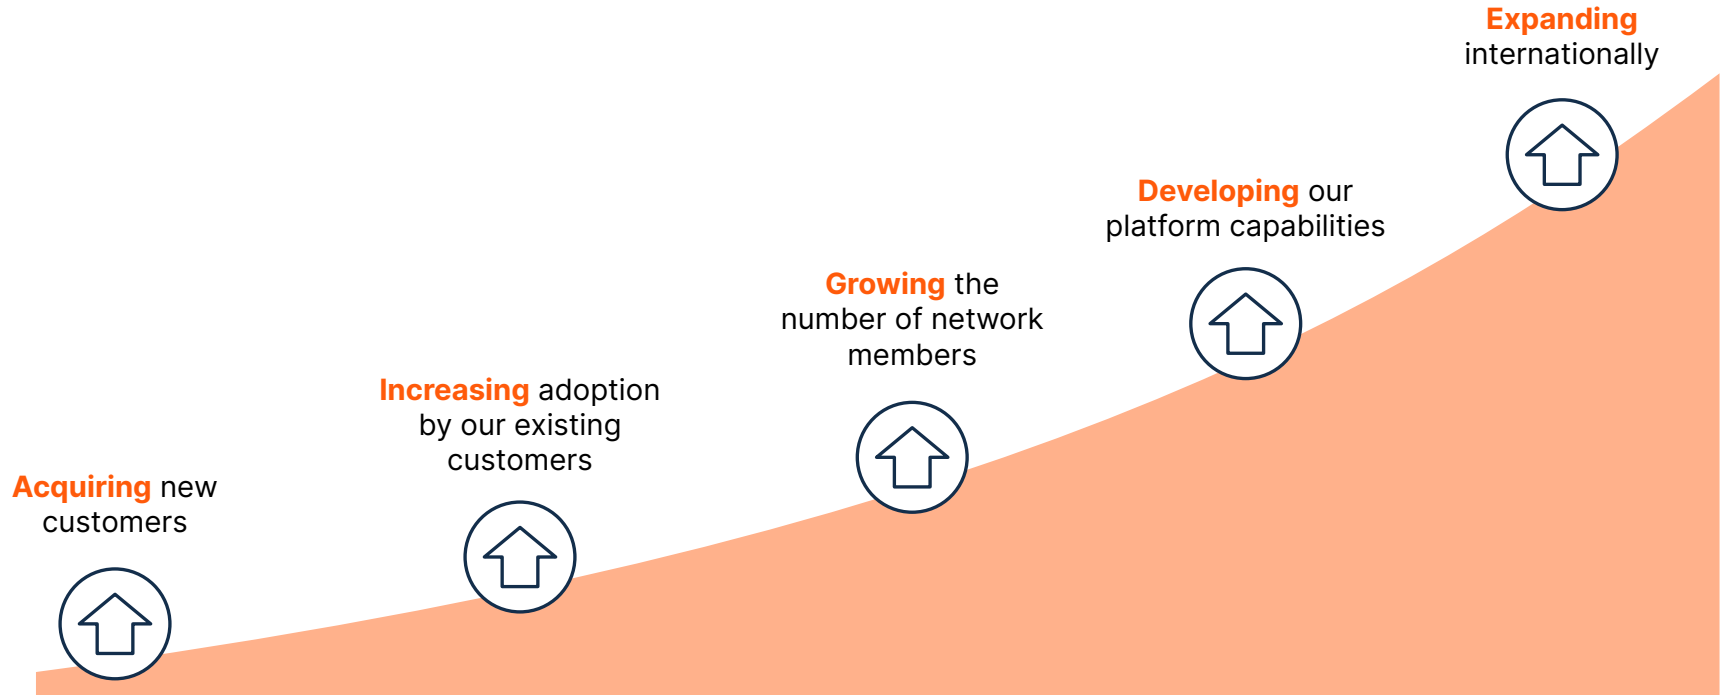 Acquiring new
customers
Increasing adoption
by our existing
customers
Growing the
number of network
members
Developing our
platform capabilities
Expanding
internationally